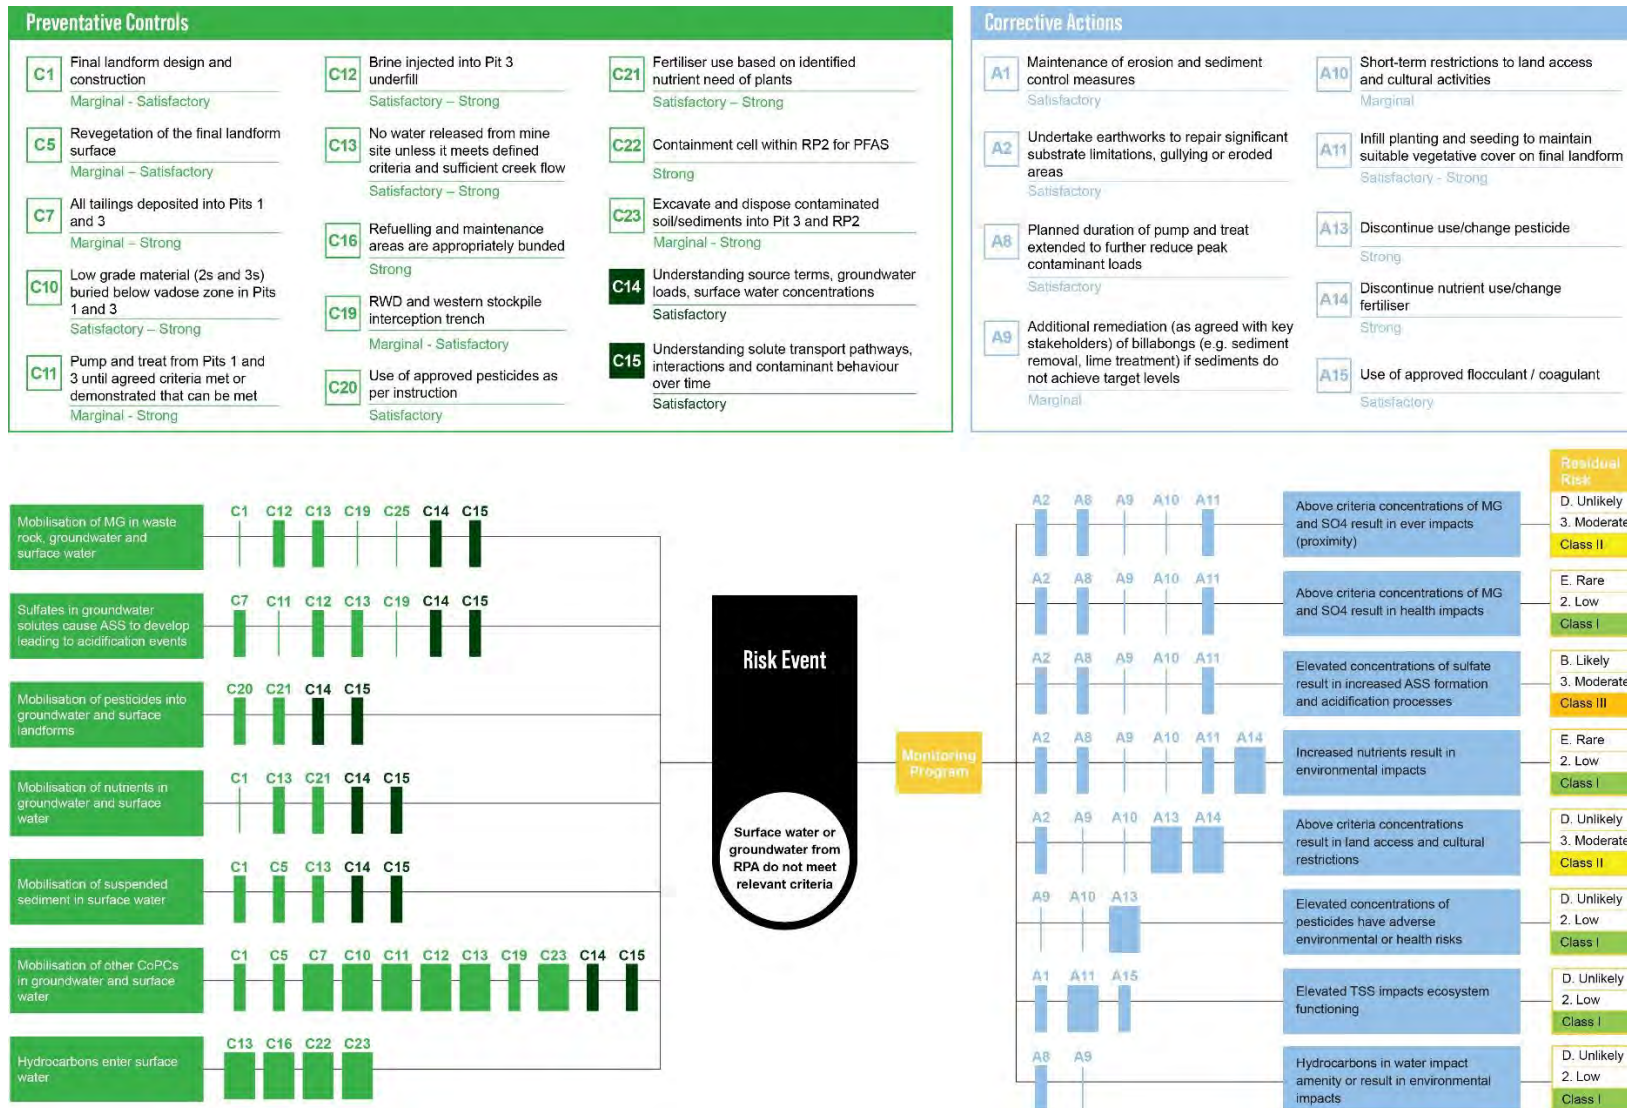 Preventative Controls
C1
Final landform design and
construction
Marginal - Satisfactory
C5
Revegetation of the final landform
surface
Marginal – Satisfactory
C7
All tailings deposited into Pits 1
and 3
Marginal – Strong
C10
Low grade material (2s and 3s)
buried below vadose zone in Pits
1 and 3
Satisfactory – Strong
C11
Pump and treat from Pits 1 and
3 until agreed criteria met or
demonstrated that can be met
Marginal - Strong
C12
Brine injected into Pit 3
underfill
Satisfactory – Strong
C13
No water released from mine
site unless it meets defined
criteria and sufficient creek flow
Satisfactory – Strong
C16
Refuelling and maintenance
areas are appropriately bunded
Strong
C19
RWD and western stockpile
interception trench
Marginal - Satisfactory
C20
Use of approved pesticides as
per instruction
Satisfactory
C21
Fertiliser use based on identified
nutrient need of plants
Satisfactory – Strong
C22
Containment cell within RP2 for PFAS
Strong
C23
Excavate and dispose contaminated
soil/sediments into Pit 3 and RP2
Marginal - Strong
C14
Understanding source terms, groundwater
loads, surface water concentrations
Satisfactory
C15
Understanding solute transport pathways,
interactions and contaminant behaviour
over time
Satisfactory
Corrective Actions
A1
Maintenance of erosion and sediment
control measures
Satisfactory
A2
Undertake earthworks to repair significant
substrate limitations, gullying or eroded
areas
Satisfactory
A8
Planned duration of pump and treat
extended to further reduce peak
contaminant loads
Satisfactory
A9
Additional remediation (as agreed with key
stakeholders) of billabongs (e.g. sediment
removal, lime treatment) if sediments do
not achieve target levels
Marginal
A10
Short-term restrictions to land access
and cultural activities
Marginal
A11
Infill planting and seeding to maintain
suitable vegetative cover on final landform
Satisfactory - Strong
A13
Discontinue use/change pesticide
Strong
A14
Discontinue nutrient use/change
fertiliser
Strong
A15
Use of approved flocculant / coagulant
Satisfactory
Mobilisation of MG in waste
rock, groundwater and
surface water
C1 C12 C13 C19 C25 C14 C15
Sulfates in groundwater
solutes cause ASS to develop
leading to acidification events
C7 C11 C12 C13 C19 C14 C15
Mobilisation of pesticides into
groundwater and surface
landforms
C20 C21 C14 C15
Mobilisation of nutrients in
groundwater and surface
water
C1 C13 C21 C14 C15
Mobilisation of suspended
sediment in surface water
C1 C5 C13 C14 C15
Mobilisation of other CoPCs
in groundwater and surface
water
C1 C5 C7 C10 C11 C12 C13 C19 C23 C14 C15
Hydrocarbons enter surface
water
C13 C16 C22 C23
Risk Event
Surface water or
groundwater from
RPA do not meet
relevant criteria
Monitoring
Program
Residual
Risk
A2 A8 A9 A10 A11
Above criteria concentrations of MG
and SO4 result in ever impacts
(proximity)
D. Unlikely
3. Moderate
Class II
A2 A8 A9 A10 A11
Above criteria concentrations of MG
and SO4 result in health impacts
E. Rare
2. Low
Class I
A2 A8 A9 A10 A11
Elevated concentrations of sulfate
result in increased ASS formation
and acidification processes
B. Likely
3. Moderate
Class III
A2 A8 A9 A10 A11 A14
Increased nutrients result in
environmental impacts
E. Rare
2. Low
Class I
A2 A9 A10 A13 A14
Above criteria concentrations
result in land access and cultural
restrictions
D. Unlikely
3. Moderate
Class II
A9 A10 A13
Elevated concentrations of
pesticides have adverse
environmental or health risks
D. Unlikely
2. Low
Class I
A1 A11 A15
Elevated TSS impacts ecosystem
functioning
D. Unlikely
2. Low
Class I
A8 A9
Hydrocarbons in water impact
amenity or result in environmental
impacts
D. Unlikely
2. Low
Class I